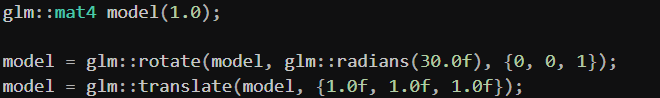 glm::mat4 model(1.0);
model = glm::rotate(model, glm::radians(30.0f), {0, 0, 1});
model = glm::translate(model, {1.0f, 1.0f, 1.0f});